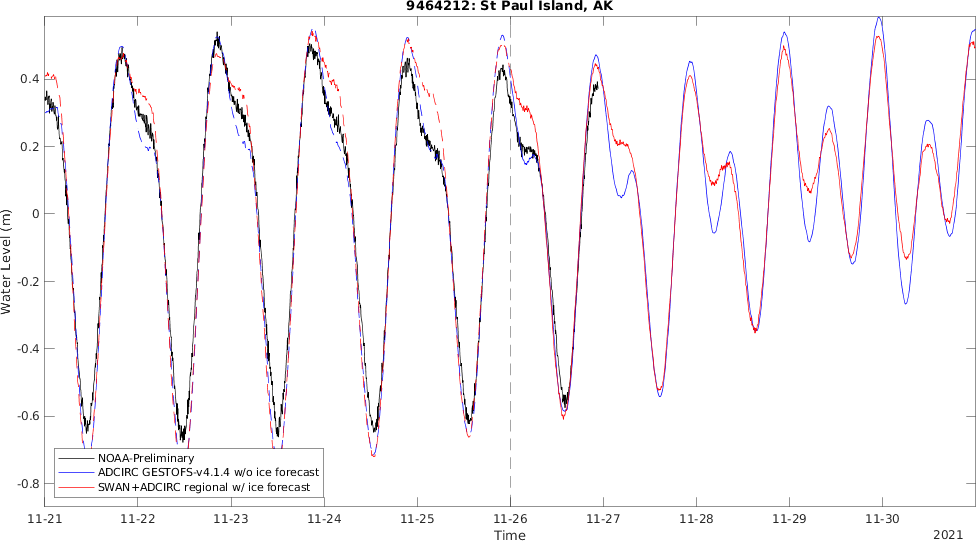 9464212: St Paul Island, AK
Water Level (m)
0.4
0.2
0
-0.2
-0.4
-0.6
-0.8
NOAA-Preliminary
ADCIRC GESTOFS-v4.1.4 w/o ice forecast
SWAN+ADCIRC regional w/ ice forecast
11-21 11-22 11-23 11-24 11-25 11-26 11-27 11-28 11-29 11-30
Time
2021